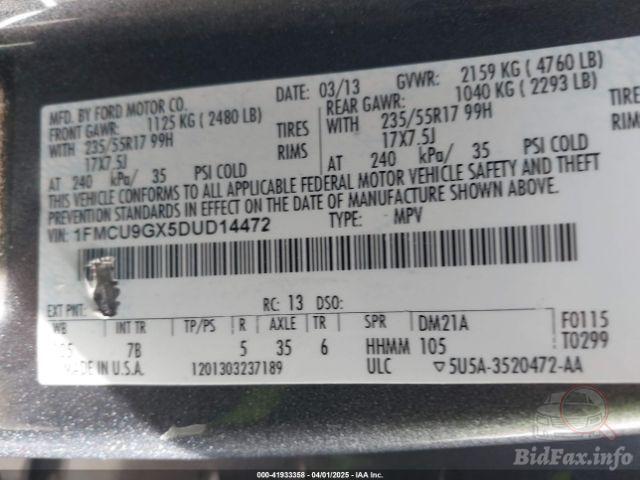 MFD. BY FORD MOTOR CO.
DATE: 03/13 GVWR: 2159 KG ( 4760 LB)
FRONT GAWR: 1125 KG ( 2480 LB) REAR GAWR: 1040 KG ( 2293 LB)
WITH 235/55R17 99H TIRES WITH 235/55R17 99H TIRES
17X7.5J RIMS 17X7.5J RIMS
AT 240 kPa/ 35 PSI COLD AT 240 kPa/ 35 PSI COLD
THIS VEHICLE CONFORMS TO ALL APPLICABLE FEDERAL MOTOR VEHICLE SAFETY AND THEFT
PREVENTION STANDARDS IN EFFECT ON THE DATE OF MANUFACTURE SHOWN ABOVE.
VIN: 1FMCU9GX5DUD14472 TYPE: MPV
EXT PNT: RC: 13 DSO:
WB INT TR TP/PS R AXLE TR SPR DM21A F0115
7B 5 35 6 HHMM 105 T0299
MADE IN U.S.A. 1201303237189 ULC ▽5U5A-3520472-AA
000-41933358 - 04/01/2025 - IAA Inc.
BidFax.info